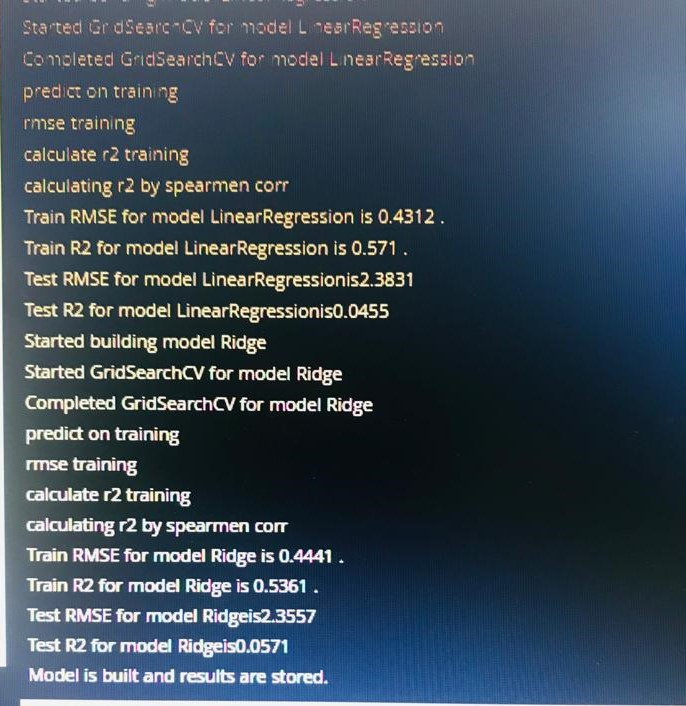 Started GridSearchCV for model LinearRegression
Completed GridSearchCV for model LinearRegression
predict on training
rmse training
calculate r2 training
calculating r2 by spearmen corr
Train RMSE for model LinearRegression is 0.4312 .
Train R2 for model LinearRegression is 0.571 .
Test RMSE for model LinearRegressionis2.3831
Test R2 for model LinearRegressionis0.0455
Started building model Ridge
Started GridSearchCV for model Ridge
Completed GridSearchCV for model Ridge
predict on training
rmse training
calculate r2 training
calculating r2 by spearmen corr
Train RMSE for model Ridge is 0.4441 .
Train R2 for model Ridge is 0.5361 .
Test RMSE for model Ridgeis2.3557
Test R2 for model Ridgeis0.0571
Model is built and results are stored.